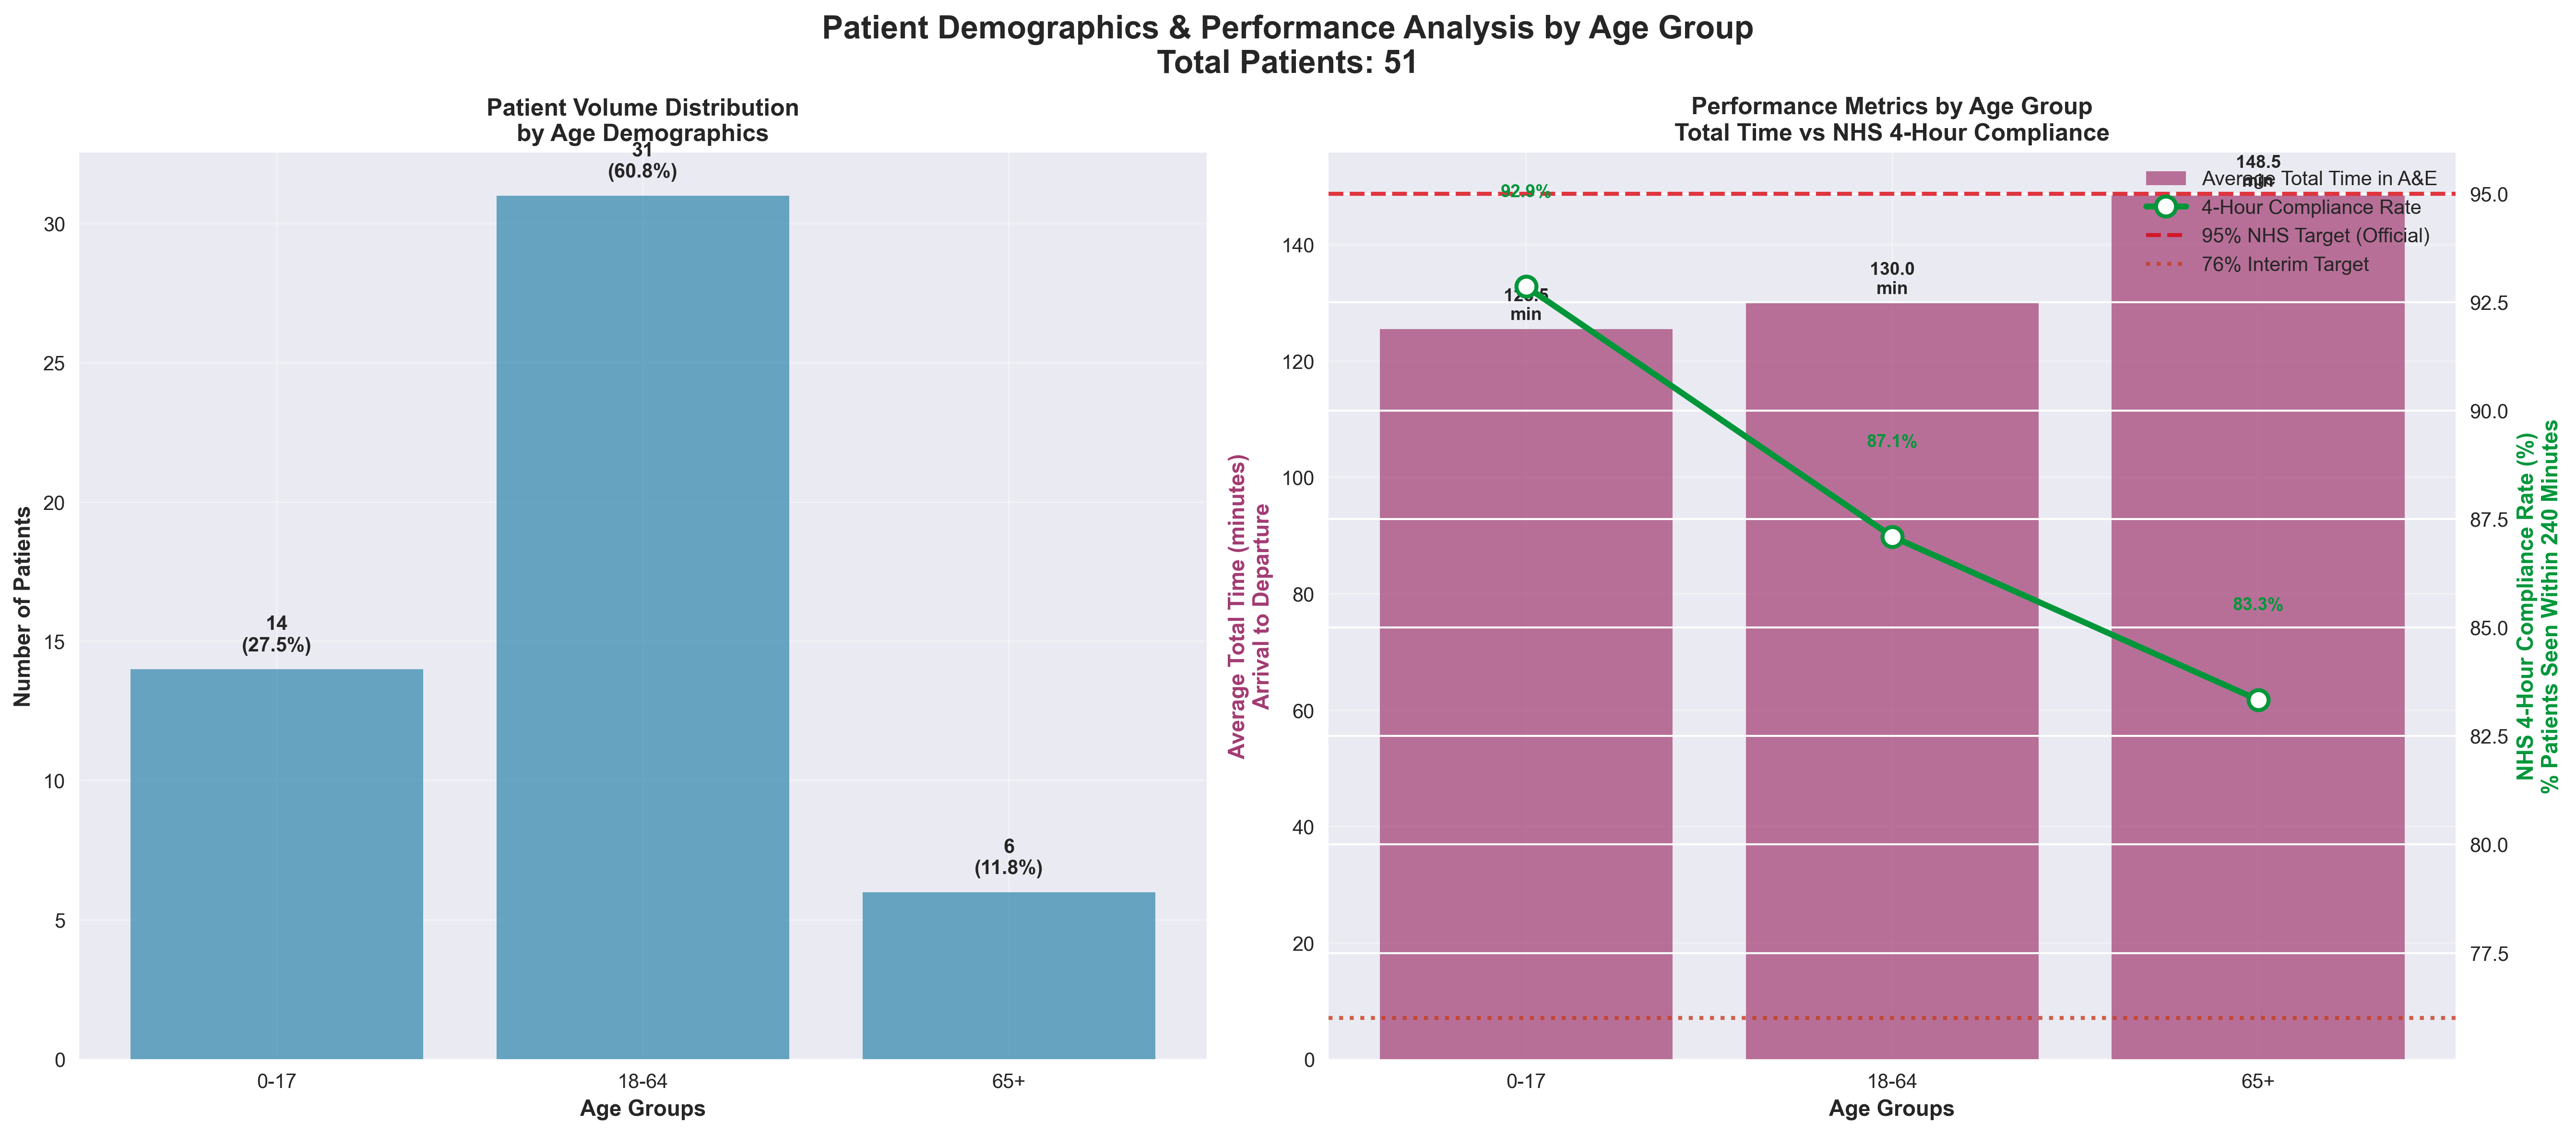 Patient Demographics & Performance Analysis by Age Group
Total Patients: 51
Patient Volume Distribution
by Age Demographics
31
(60.8%)
14
(27.5%)
6
(11.8%)
30
25
20
15
10
5
0
Number of Patients
0-17
18-64
65+
Age Groups
Performance Metrics by Age Group
Total Time vs NHS 4-Hour Compliance
148.5
min
Average Total Time in A&E
4-Hour Compliance Rate
95% NHS Target (Official)
76% Interim Target
92.9%
130.0
min
min
87.1%
83.3%
140
120
100
80
60
40
20
0
Average Total Time (minutes)
Arrival to Departure
95.0
92.5
90.0
87.5
85.0
82.5
80.0
77.5
NHS 4-Hour Compliance Rate (%)
% Patients Seen Within 240 Minutes
0-17
18-64
65+
Age Groups